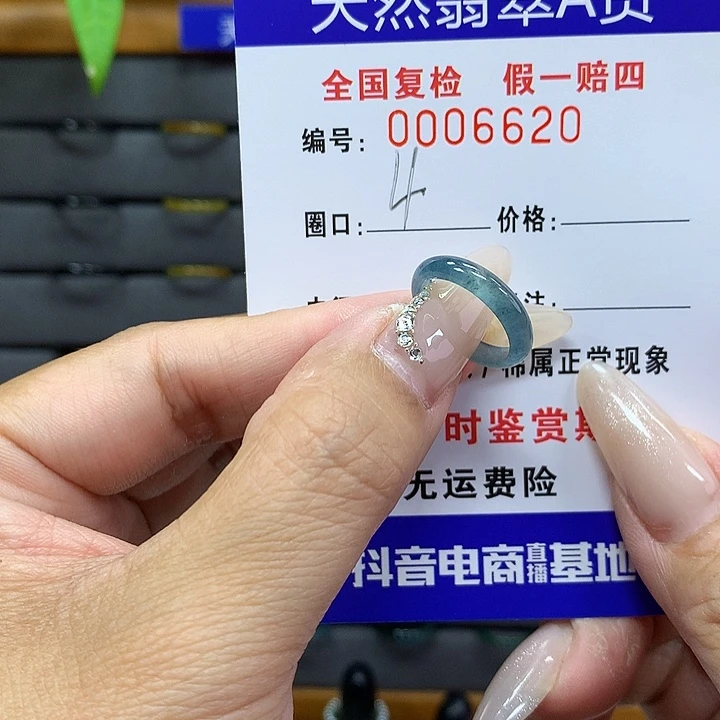 天然翡翠A货
全国复检 假一赔四
编号: 0006620
圈口: 4 价格:
注:
棉属正常现象
时鉴赏期
无运费险
抖音电商直播基地